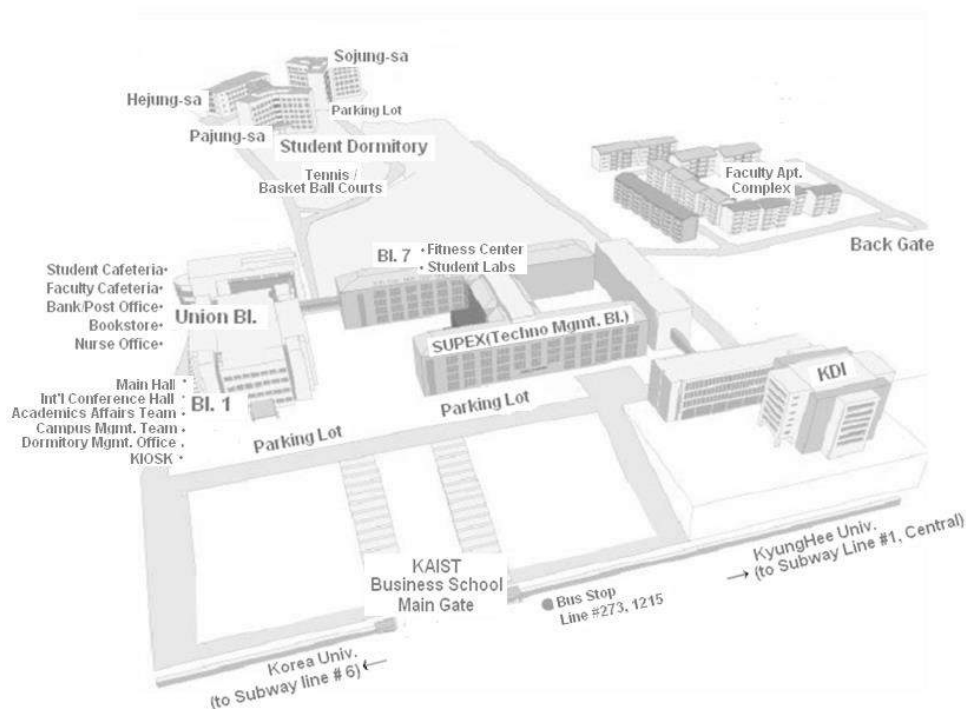 Sojung-sa
Hejung-sa
Parking Lot
Pajung-sa
Student Dormitory
Tennis /
Basket Ball Courts
Faculty Apt.
Complex
Back Gate
Bl. 7
• Fitness Center
• Student Labs
Student Cafeteria•
Faculty Cafeteria•
Bank/Post Office•
Bookstore•
Nurse Office•
Union Bl.
SUPEX(Techno Mgmt. Bl.)
KDI
Main Hall •
Int'l Conference Hall •
Academics Affairs Team •
Campus Mgmt. Team •
Dormitory Mgmt. Office •
KIOSK •
Bl. 1
Parking Lot
Parking Lot
KAIST
Business School
Main Gate
Bus Stop
Line #273, 1215
KyungHee Univ.
(to Subway Line #1, Central)
→
Korea Univ.
(to Subway line # 6)
←